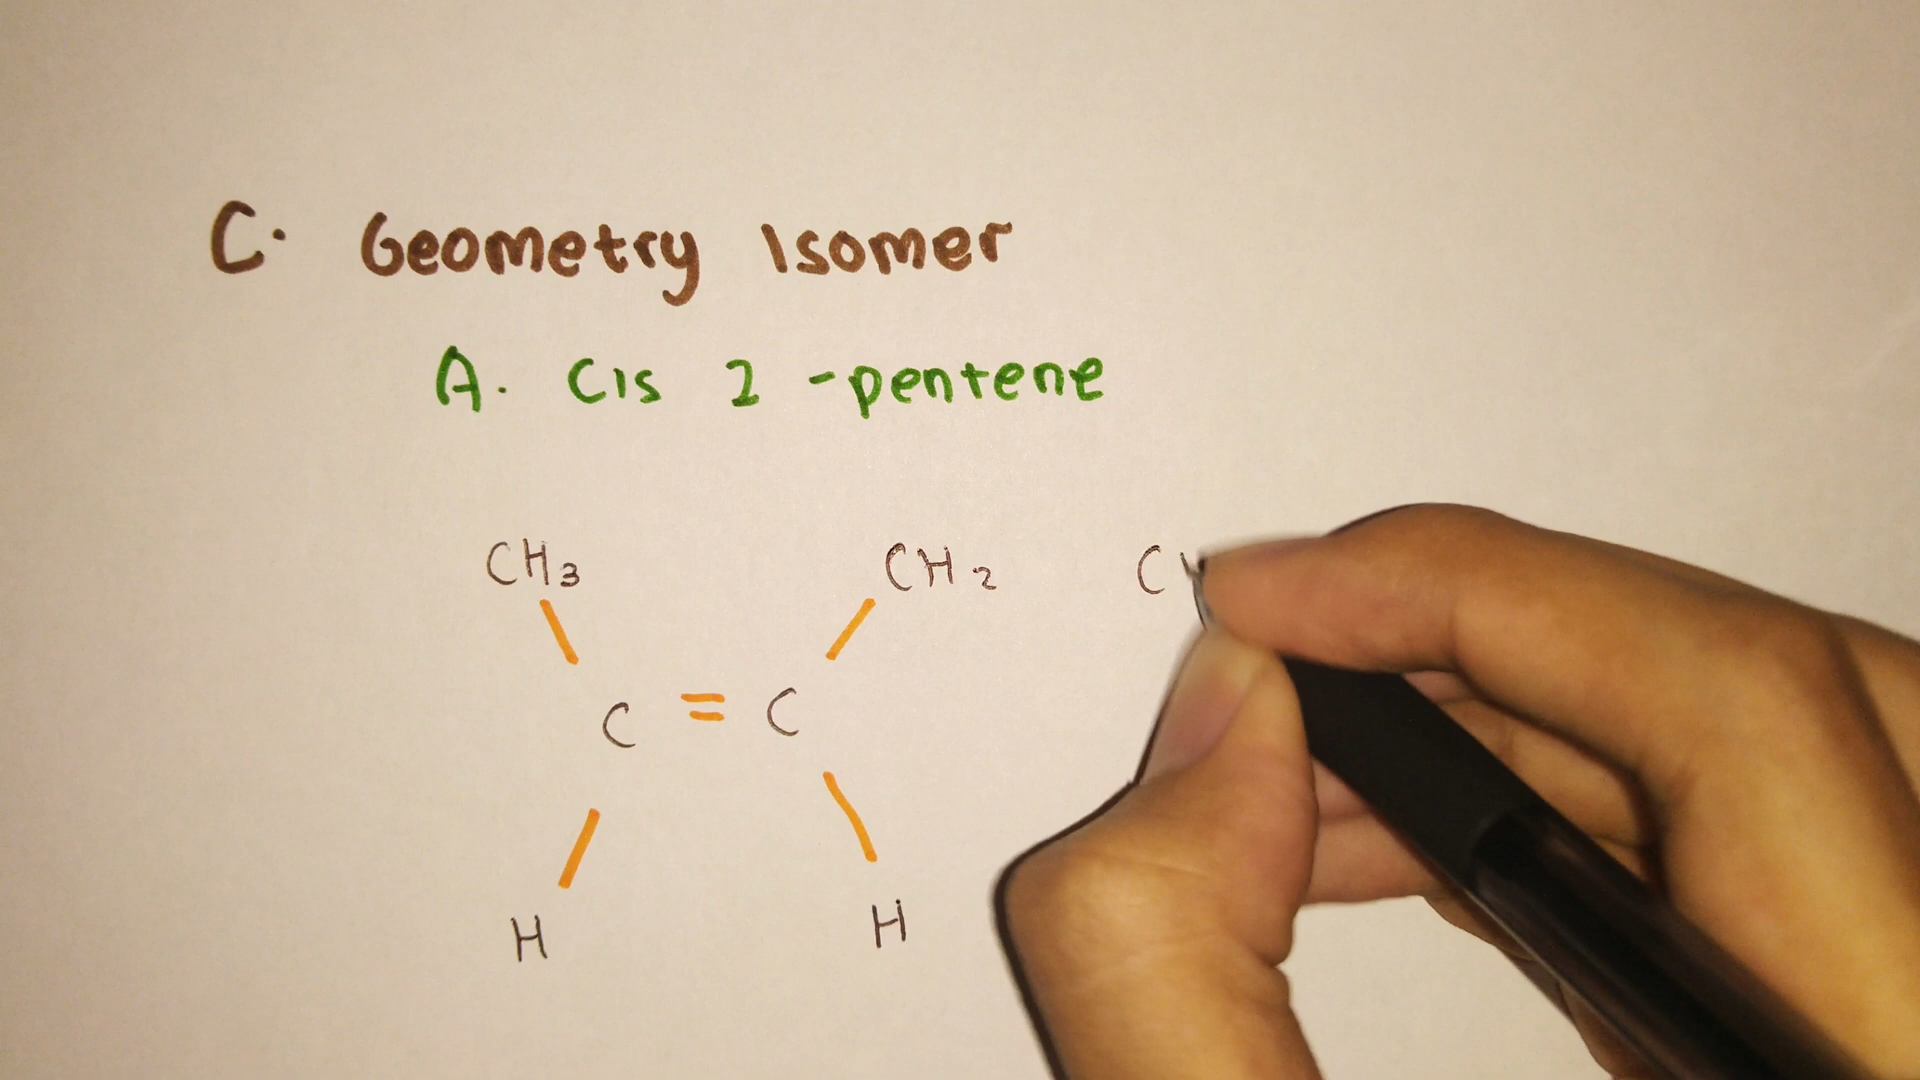 C. Geometry Isomer
A. Cis 2 - pentene
CH3 CH2 C
C = C
H H